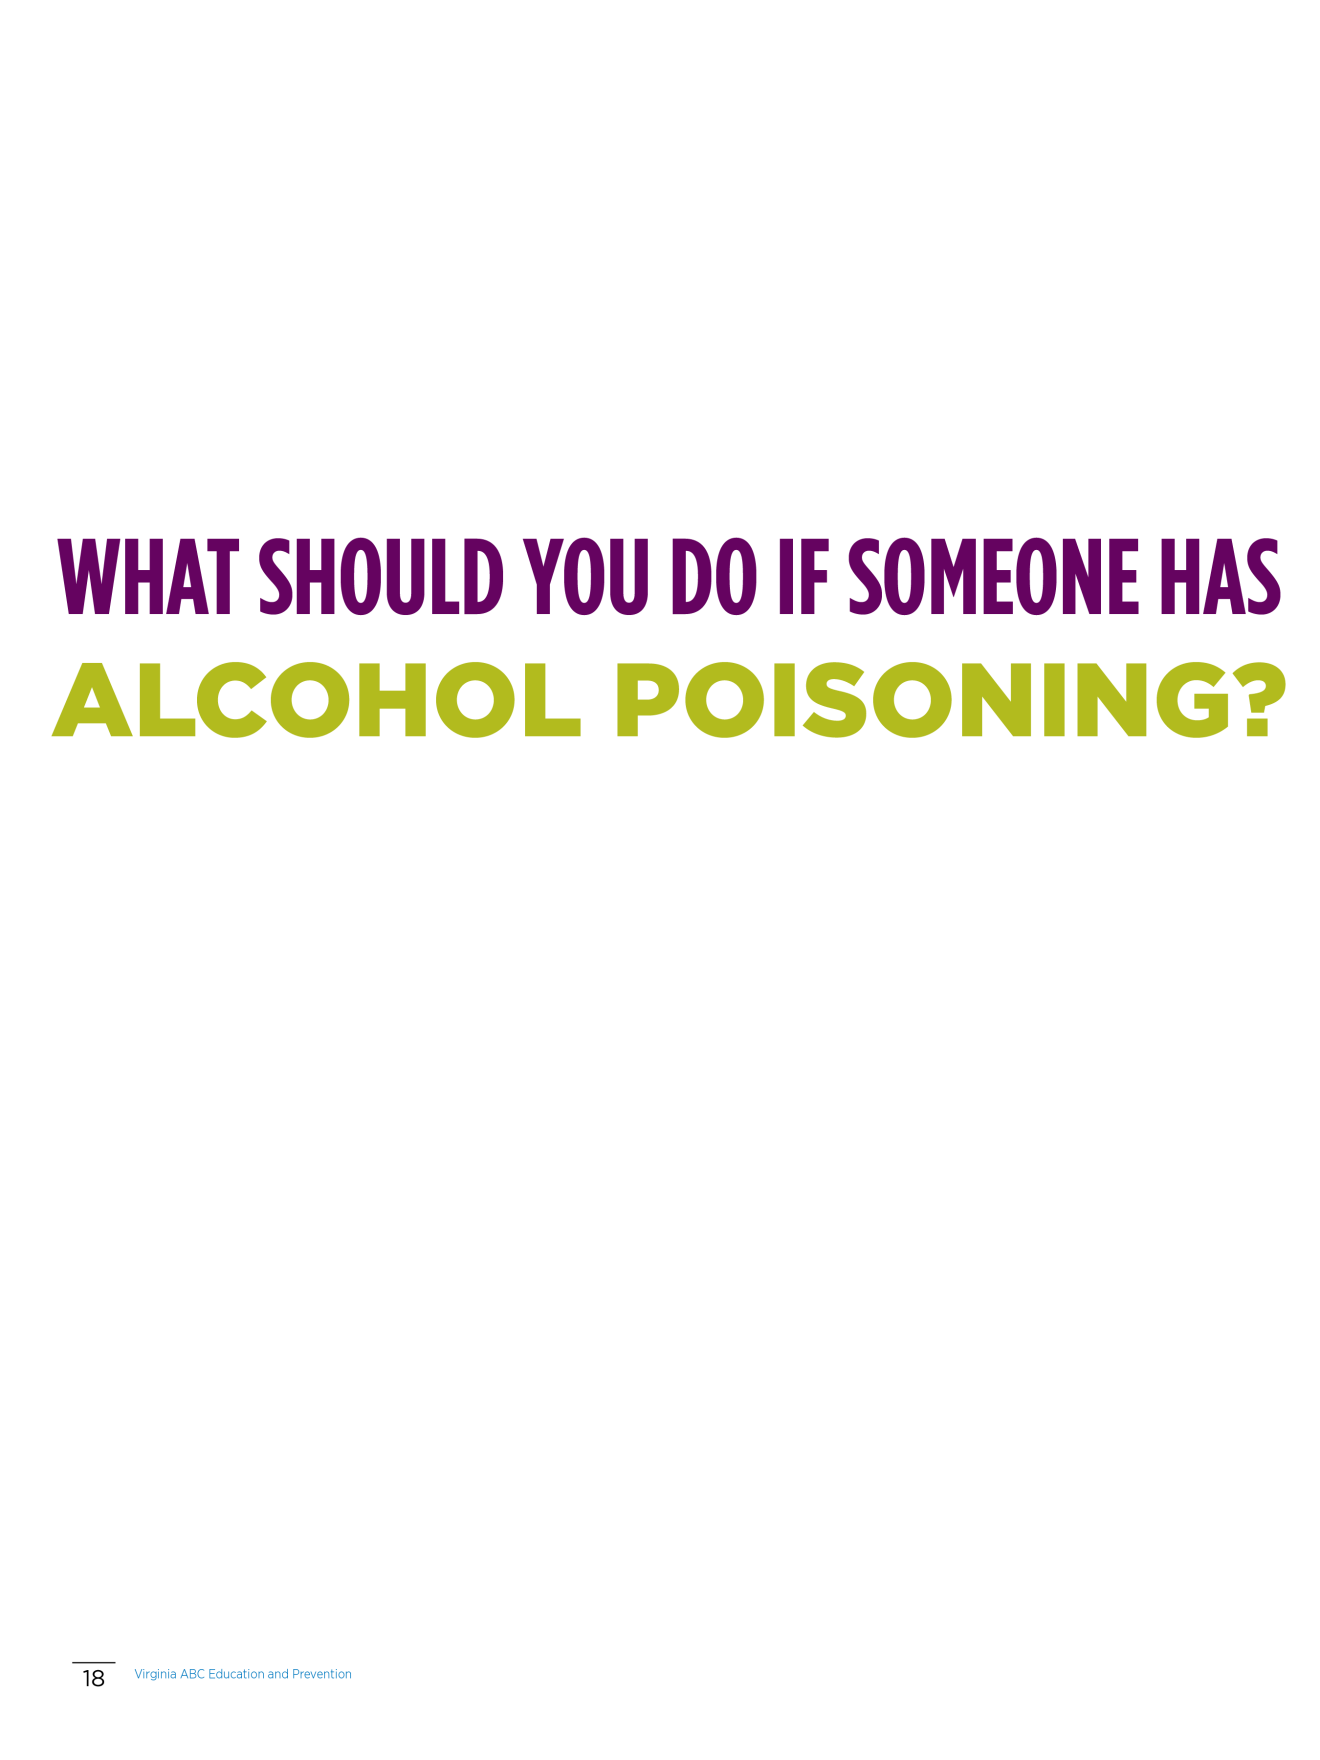 WHAT SHOULD YOU DO IF SOMEONE HAS
ALCOHOL POISONING?
18 Virginia ABC Education and Prevention